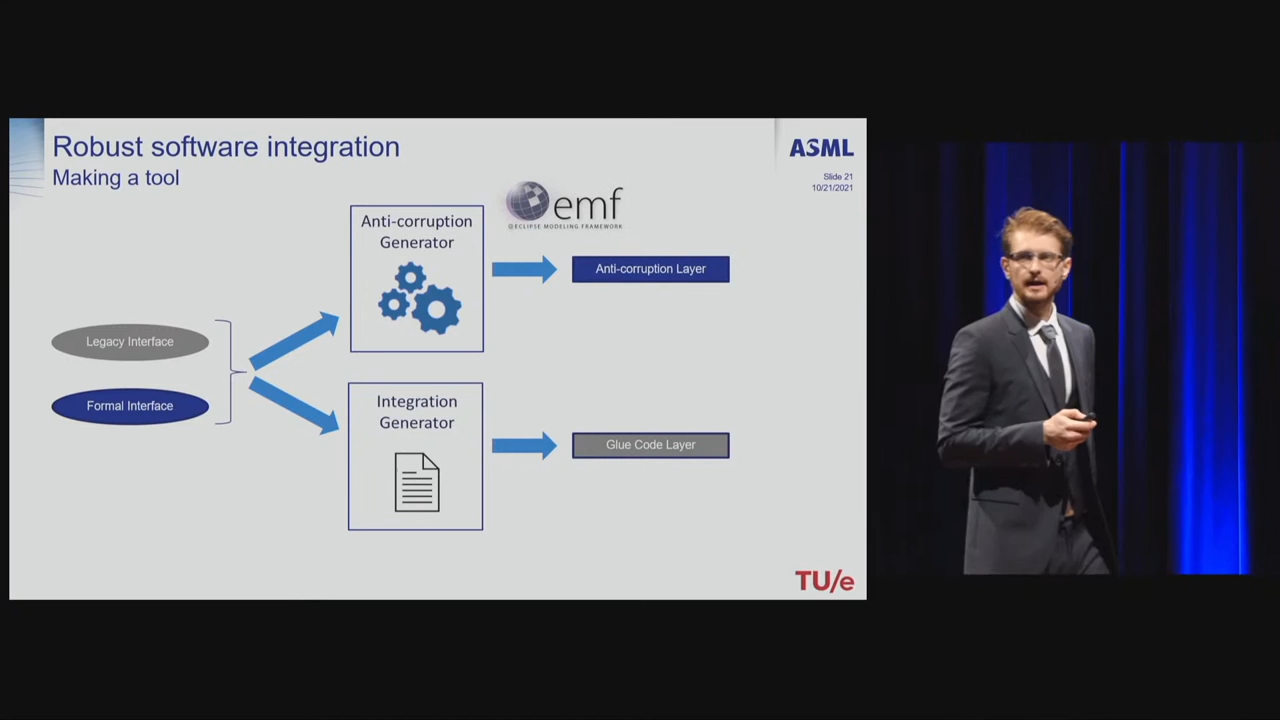 Robust software integration
Making a tool
ASML
Slide 21
10/21/2021
emf
ECLIPSE MODELING FRAMEWORK
Anti-corruption
Generator
Anti-corruption Layer
Legacy Interface
Formal Interface
Integration
Generator
Glue Code Layer
TU/e